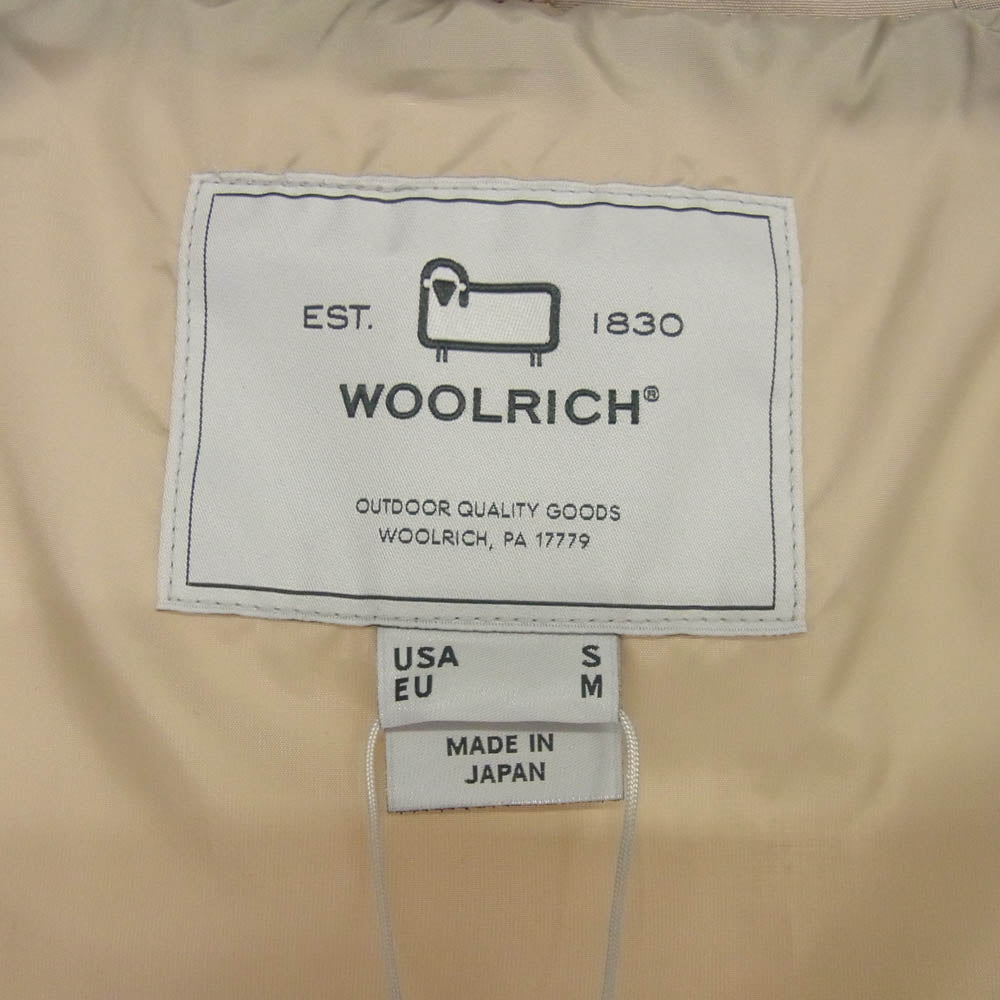 EST. 1830
WOOLRICH®
OUTDOOR QUALITY GOODS
WOOLRICH, PA 17779
USA S
EU M
MADE IN
JAPAN